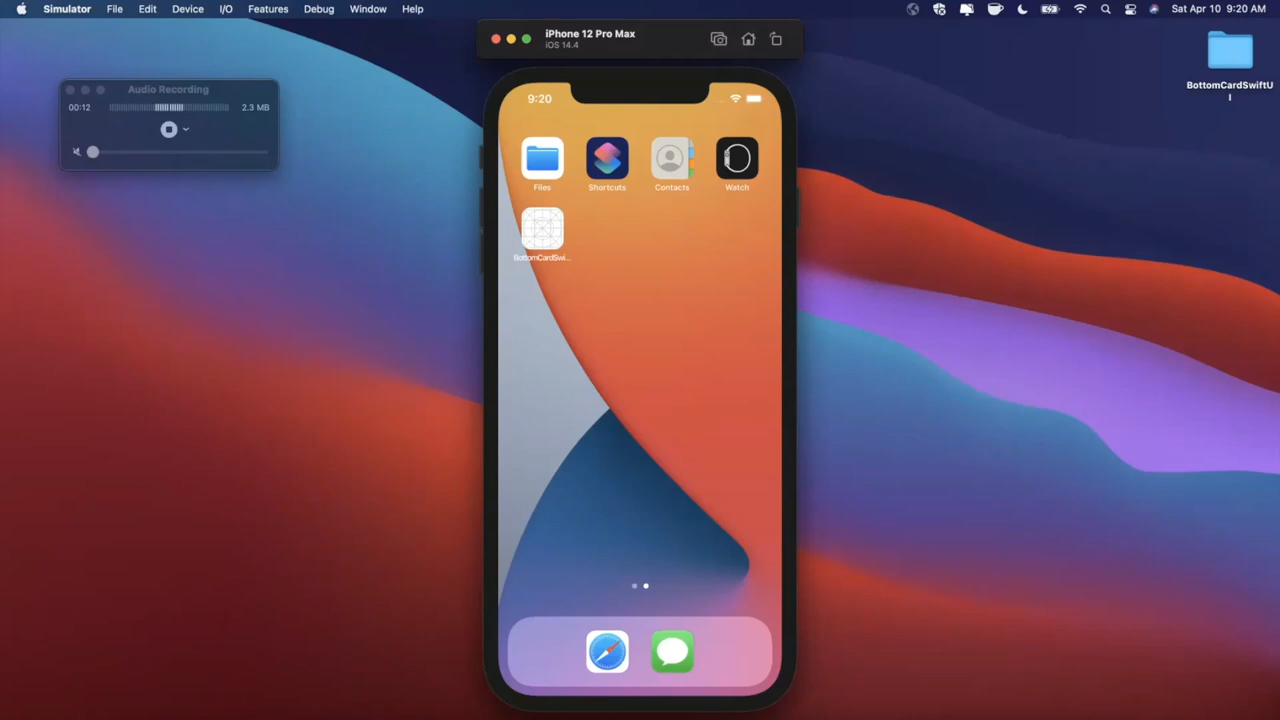 Simulator File Edit Device I/O Features Debug Window Help Sat Apr 10 9:20 AM
iPhone 12 Pro Max
iOS 14.4
BottomCardSwiftU
I
Audio Recording
00:12 2.3 MB
9:20
Files Shortcuts Contacts Watch
BottomCardSwi...